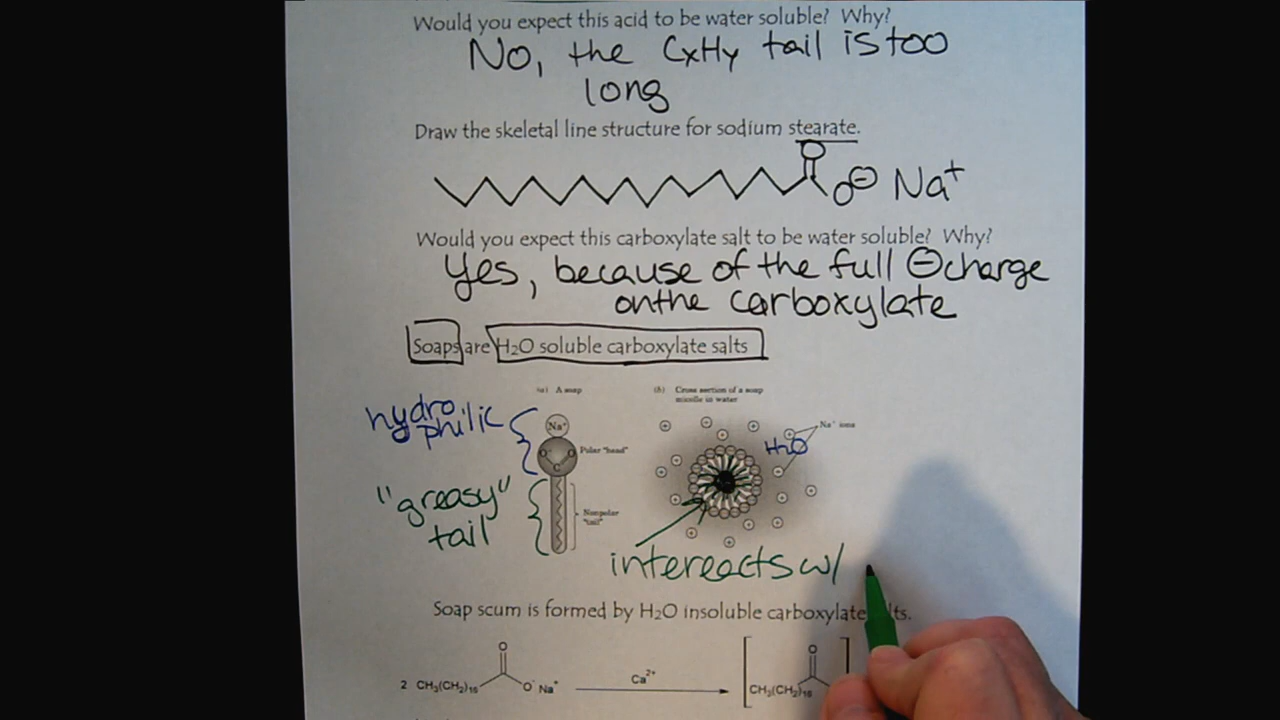 Would you expect this acid to be water soluble? Why?
No, the CxHy tail is too
long
Draw the skeletal line structure for sodium stearate.
O
O⊖ Na⁺
Would you expect this carboxylate salt to be water soluble? Why?
Yes, because of the full ⊖charge
on the carboxylate
Soaps are H₂O soluble carboxylate salts
(a) A soap
(b) Cross section of a soap
micelle in water
hydro
philic
Na⁺
Na⁺ ions
H₂O
Polar "head"
O⁻ O
C
"greasy"
tail
Nonpolar
"tail"
intereacts w/
Soap scum is formed by H₂O insoluble carboxylate lts.
O
O
2 CH₃(CH₂)₁₆
O⁻ Na⁺
Ca²⁺
CH₃(CH₂)₁₆